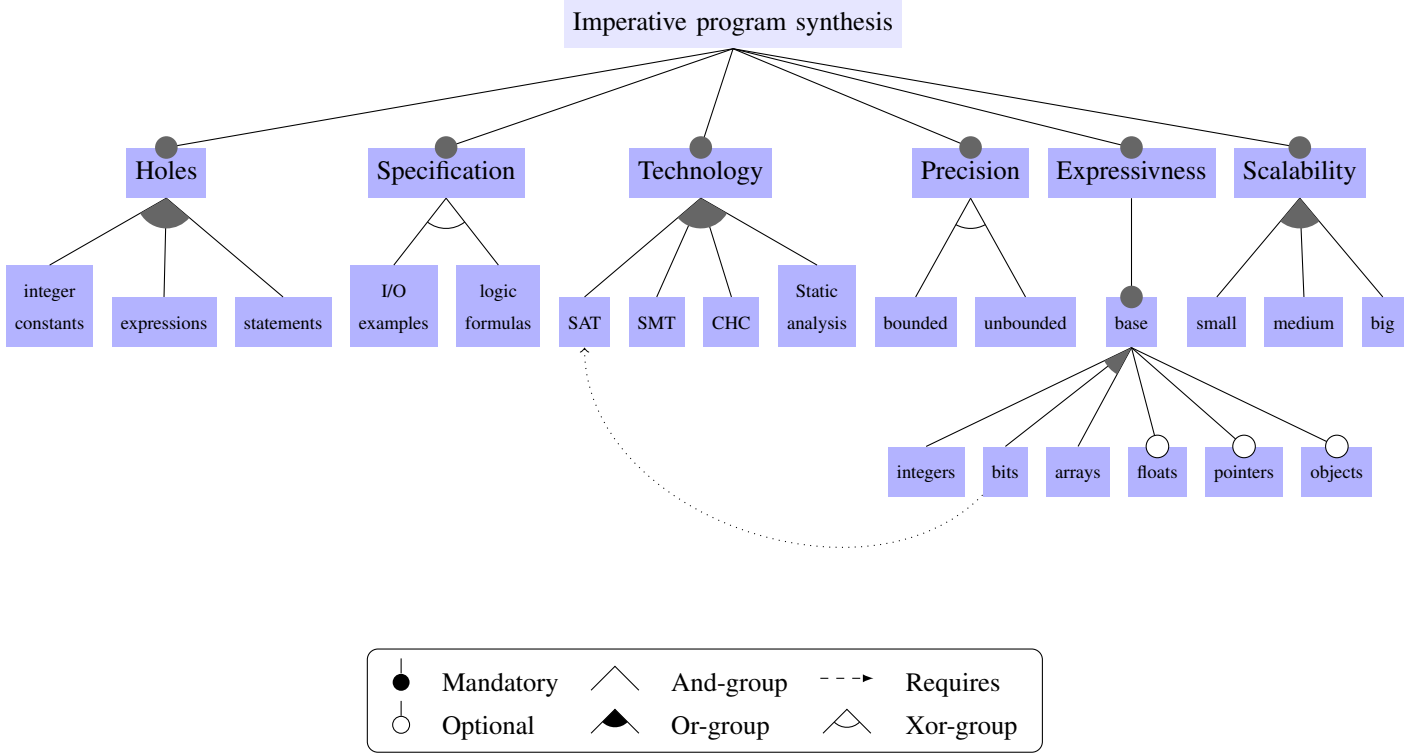 Imperative program synthesis
Holes
Specification
Technology
Precision
Expressivness
Scalability
integer
constants
expressions
statements
I/O
examples
logic
formulas
SAT
SMT
CHC
Static
analysis
bounded
unbounded
base
small
medium
big
integers
bits
arrays
floats
pointers
objects
Mandatory
And-group
Requires
Optional
Or-group
Xor-group